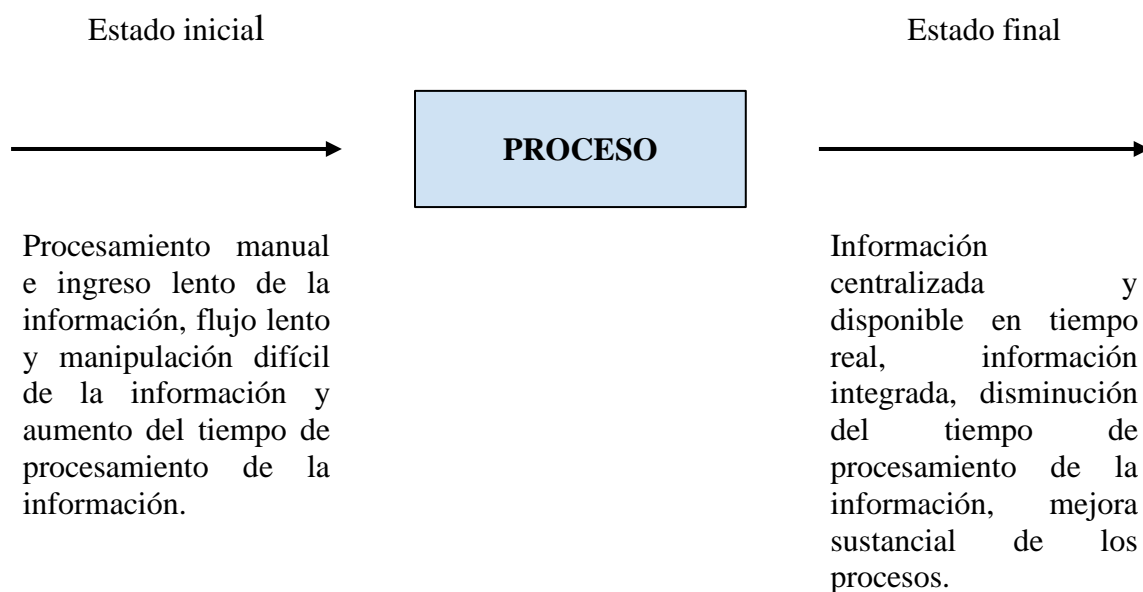 Estado inicial
Estado final
PROCESO
Procesamiento manual
e ingreso lento de la
información, flujo lento
y manipulación difícil
de la información y
aumento del tiempo de
procesamiento de la
información.
Información
centralizada y
disponible en tiempo
real, información
integrada, disminución
del tiempo de
procesamiento de la
información, mejora
sustancial de los
procesos.